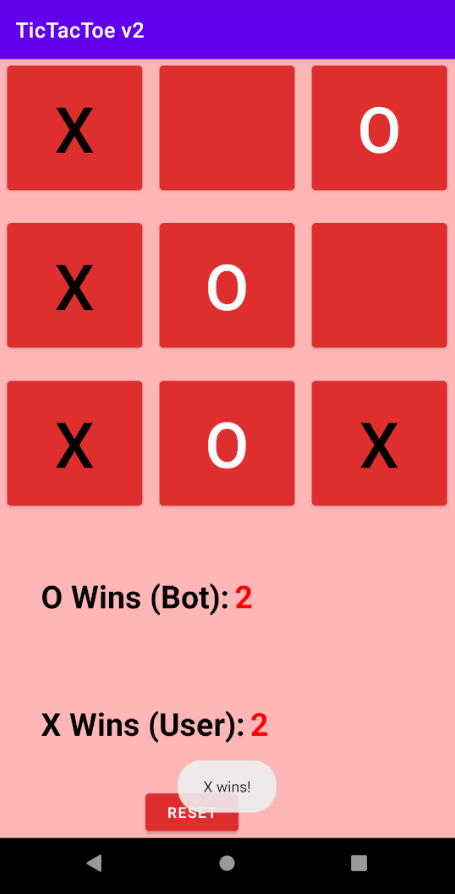 TicTacToe v2
X O
X O
X O X
O Wins (Bot): 2
X Wins (User): 2
X wins!
RESET